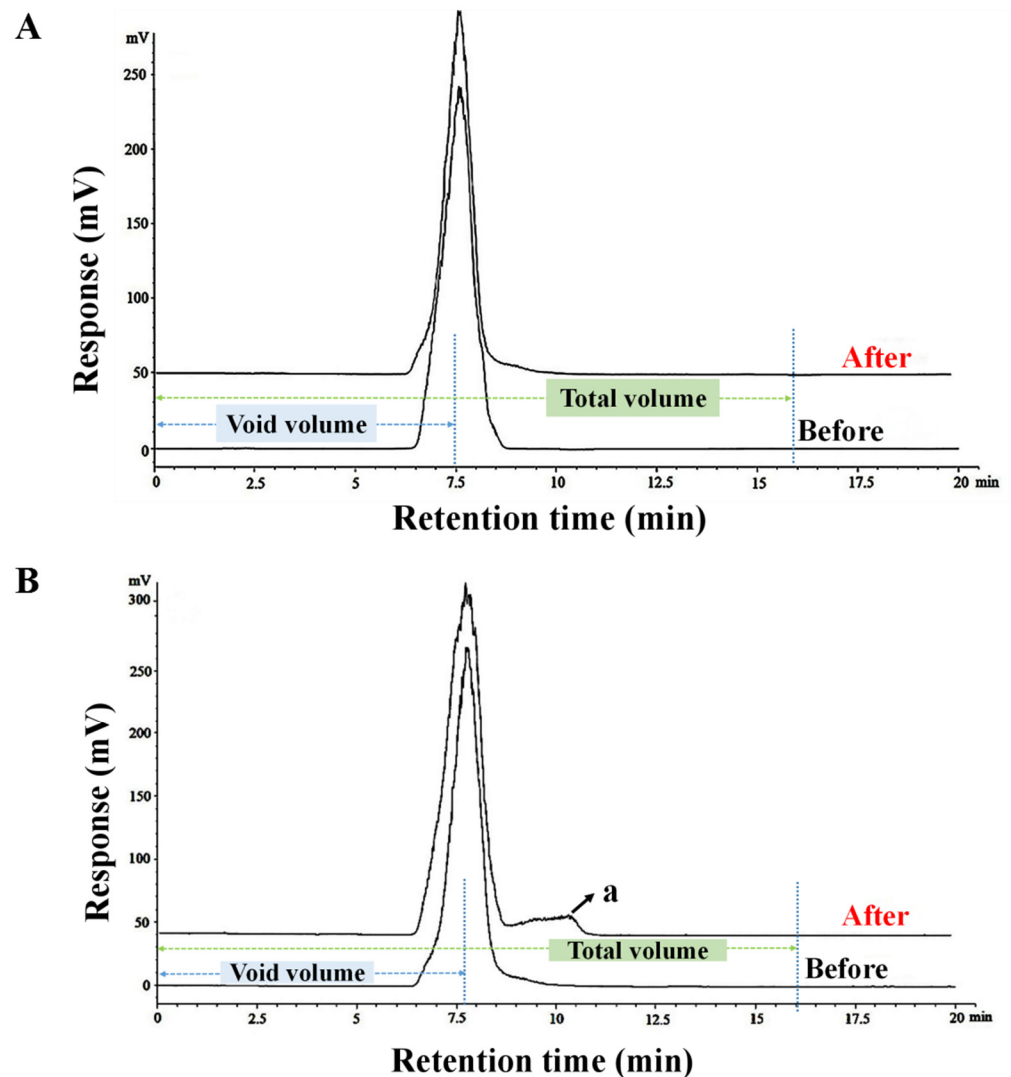 A
mV
250
200
150
100
50
0
Response (mV)
After
Total volume
Void volume
Before
0 2.5 5 7.5 10 12.5 15 17.5 20 min
Retention time (min)
B
mV
300
250
200
150
100
50
0
Response (mV)
a
After
Total volume
Void volume
Before
0 2.5 5 7.5 10 12.5 15 17.5 20 min
Retention time (min)